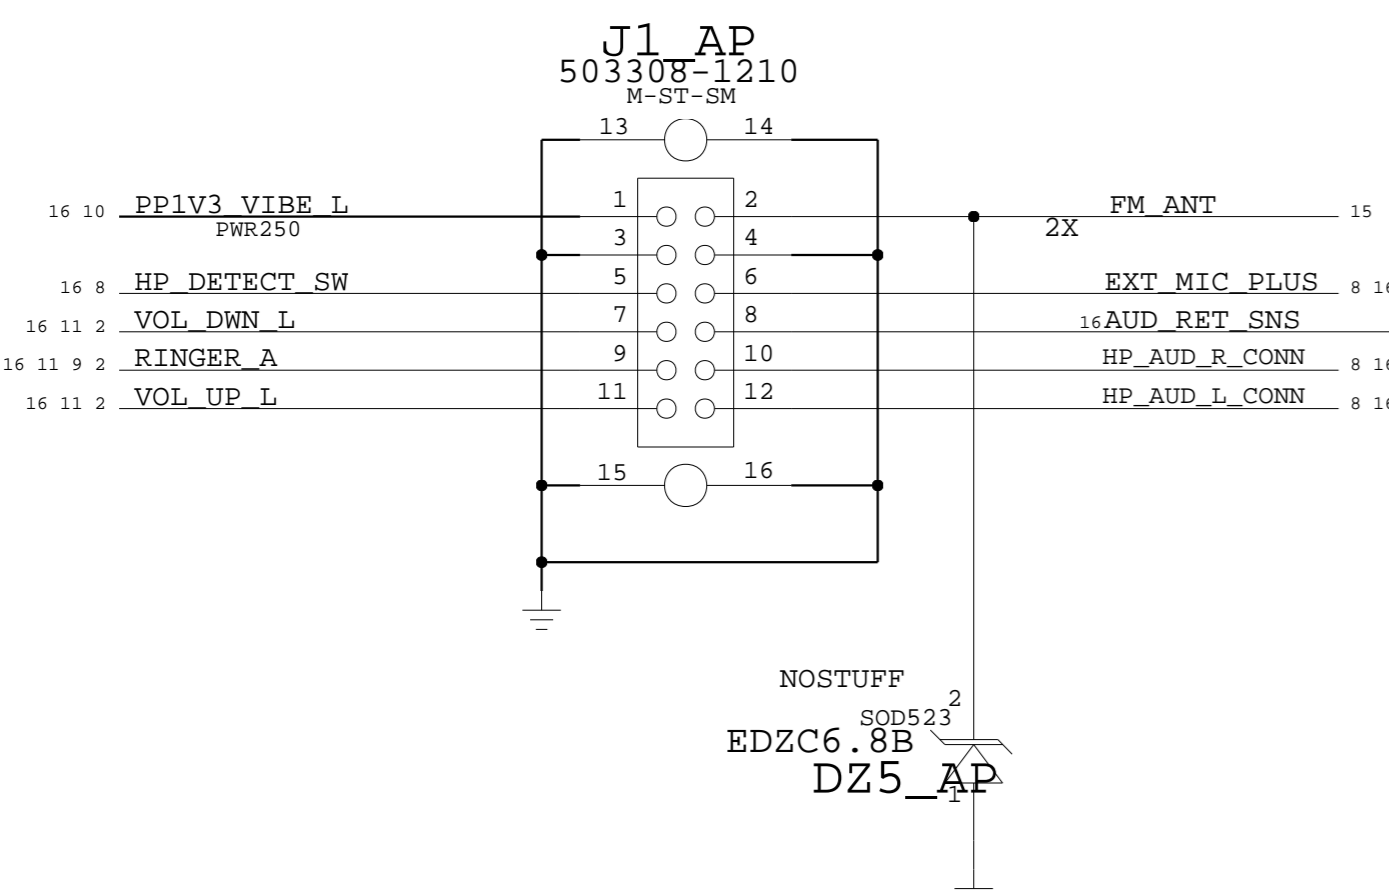 J1_AP
503308-1210
M-ST-SM
13 14
16 10 PP1V3_VIBE_L 1 2 FM_ANT 15
PWR250 2X
3 4
16 8 HP_DETECT_SW 5 6 EXT_MIC_PLUS 8 16
16 11 2 VOL_DWN_L 7 8 16 AUD_RET_SNS
16 11 9 2 RINGER_A 9 10 HP_AUD_R_CONN 8 16
16 11 2 VOL_UP_L 11 12 HP_AUD_L_CONN 8 16
15 16
NOSTUFF
2
SOD523
EDZC6.8B
DZ5_AP
1